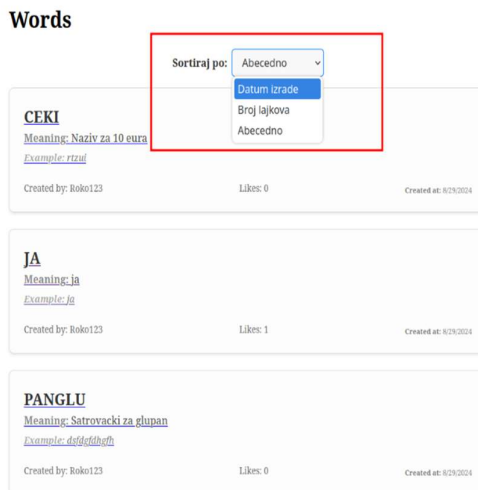 Words
Sortiraj po: Abecedno
Datum izrade
Broj lajkova
Abecedno
CEKI
Meaning: Naziv za 10 eura
Example: rtzul
Created by: Roko123 Likes: 0 Created at: 8/29/2024
JA
Meaning: ja
Example: ja
Created by: Roko123 Likes: 1 Created at: 8/29/2024
PANGLU
Meaning: Satrovacki za glupan
Example: dsfdgfdhgfh
Created by: Roko123 Likes: 0 Created at: 8/29/2024